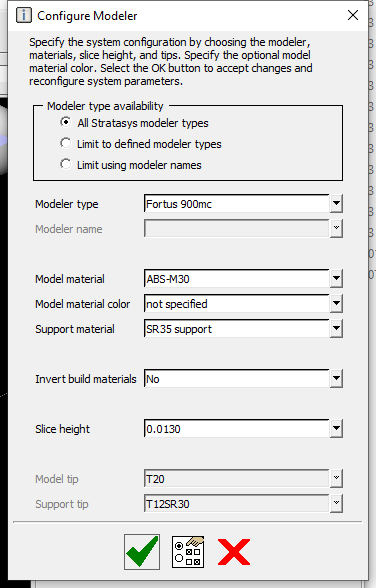 Configure Modeler
Specify the system configuration by choosing the modeler,
materials, slice height, and tips. Specify the optional model
material color. Select the OK button to accept changes and
reconfigure system parameters.
Modeler type availability
All Stratasys modeler types
Limit to defined modeler types
Limit using modeler names
Modeler type Fortus 900mc
Modeler name
Model material ABS-M30
Model material color not specified
Support material SR35 support
Invert build materials No
Slice height 0.0130
Model tip T20
Support tip T12SR30